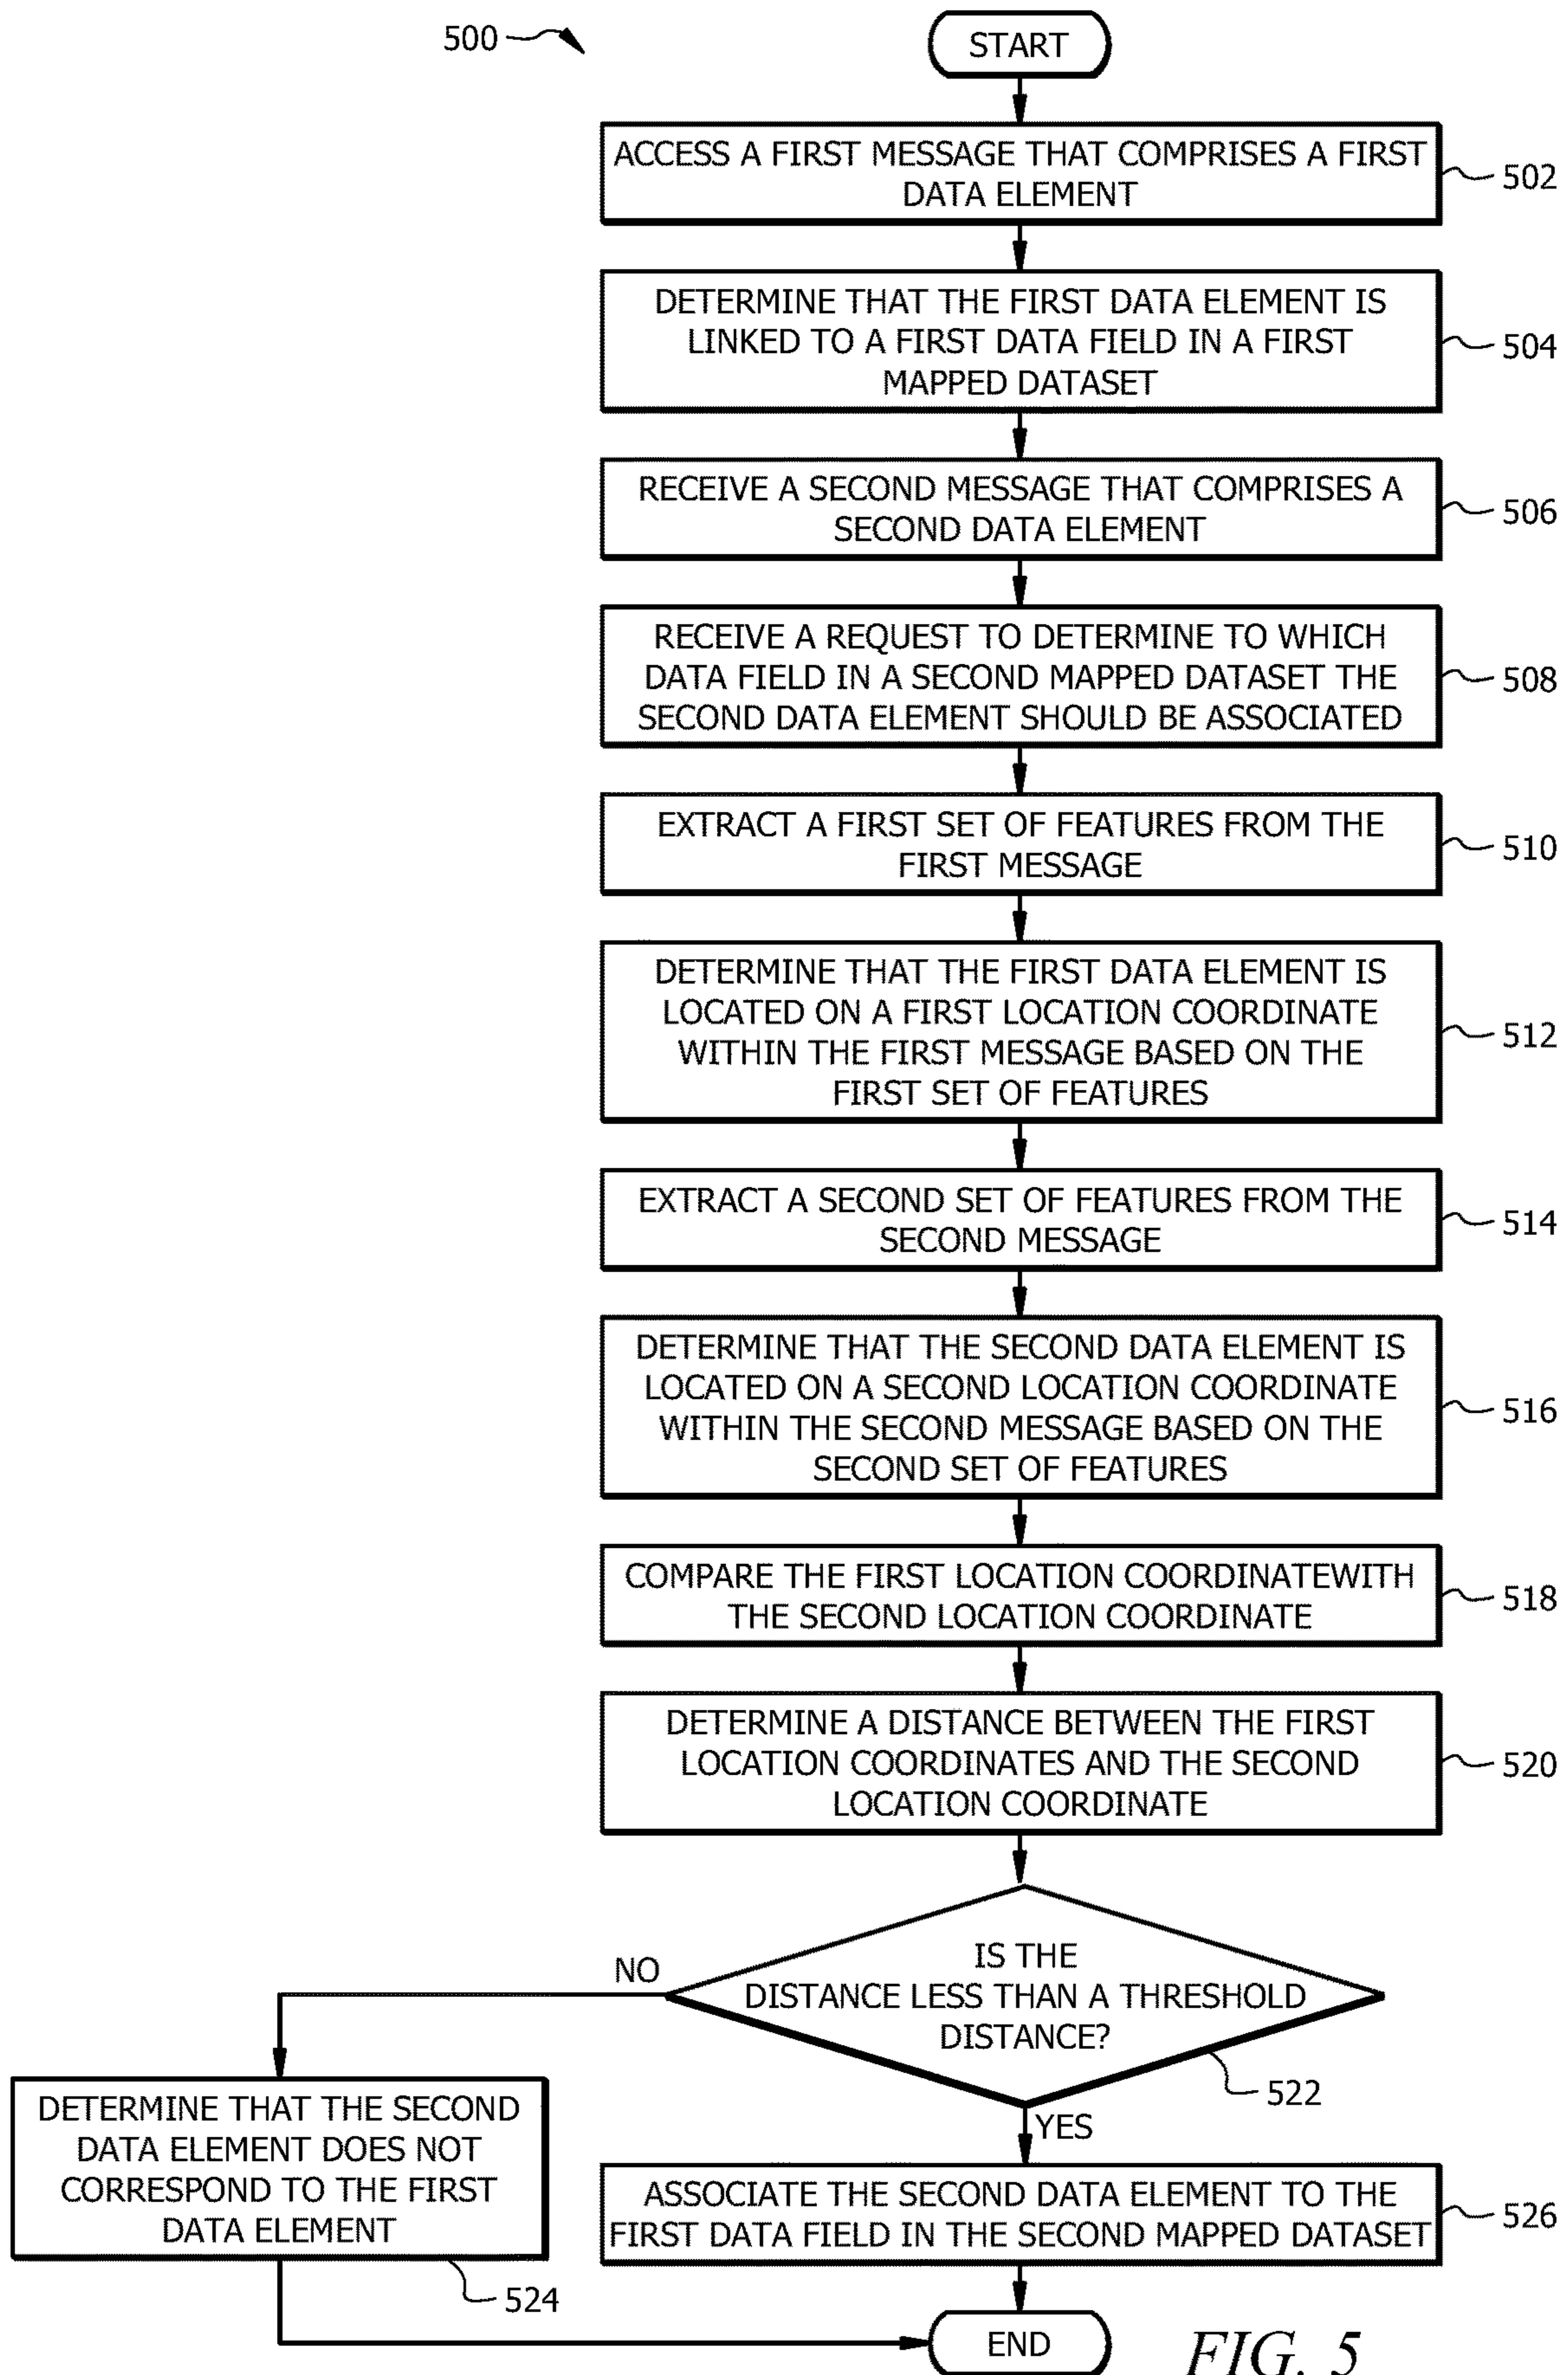 500
START
ACCESS A FIRST MESSAGE THAT COMPRISES A FIRST
DATA ELEMENT
502
DETERMINE THAT THE FIRST DATA ELEMENT IS
LINKED TO A FIRST DATA FIELD IN A FIRST
MAPPED DATASET
504
RECEIVE A SECOND MESSAGE THAT COMPRISES A
SECOND DATA ELEMENT
506
RECEIVE A REQUEST TO DETERMINE TO WHICH
DATA FIELD IN A SECOND MAPPED DATASET THE
SECOND DATA ELEMENT SHOULD BE ASSOCIATED
508
EXTRACT A FIRST SET OF FEATURES FROM THE
FIRST MESSAGE
510
DETERMINE THAT THE FIRST DATA ELEMENT IS
LOCATED ON A FIRST LOCATION COORDINATE
WITHIN THE FIRST MESSAGE BASED ON THE
FIRST SET OF FEATURES
512
EXTRACT A SECOND SET OF FEATURES FROM THE
SECOND MESSAGE
514
DETERMINE THAT THE SECOND DATA ELEMENT IS
LOCATED ON A SECOND LOCATION COORDINATE
WITHIN THE SECOND MESSAGE BASED ON THE
SECOND SET OF FEATURES
516
COMPARE THE FIRST LOCATION COORDINATEWITH
THE SECOND LOCATION COORDINATE
518
DETERMINE A DISTANCE BETWEEN THE FIRST
LOCATION COORDINATES AND THE SECOND
LOCATION COORDINATE
520
IS THE
DISTANCE LESS THAN A THRESHOLD
DISTANCE?
522
NO
YES
DETERMINE THAT THE SECOND
DATA ELEMENT DOES NOT
CORRESPOND TO THE FIRST
DATA ELEMENT
524
ASSOCIATE THE SECOND DATA ELEMENT TO THE
FIRST DATA FIELD IN THE SECOND MAPPED DATASET
526
END
FIG. 5